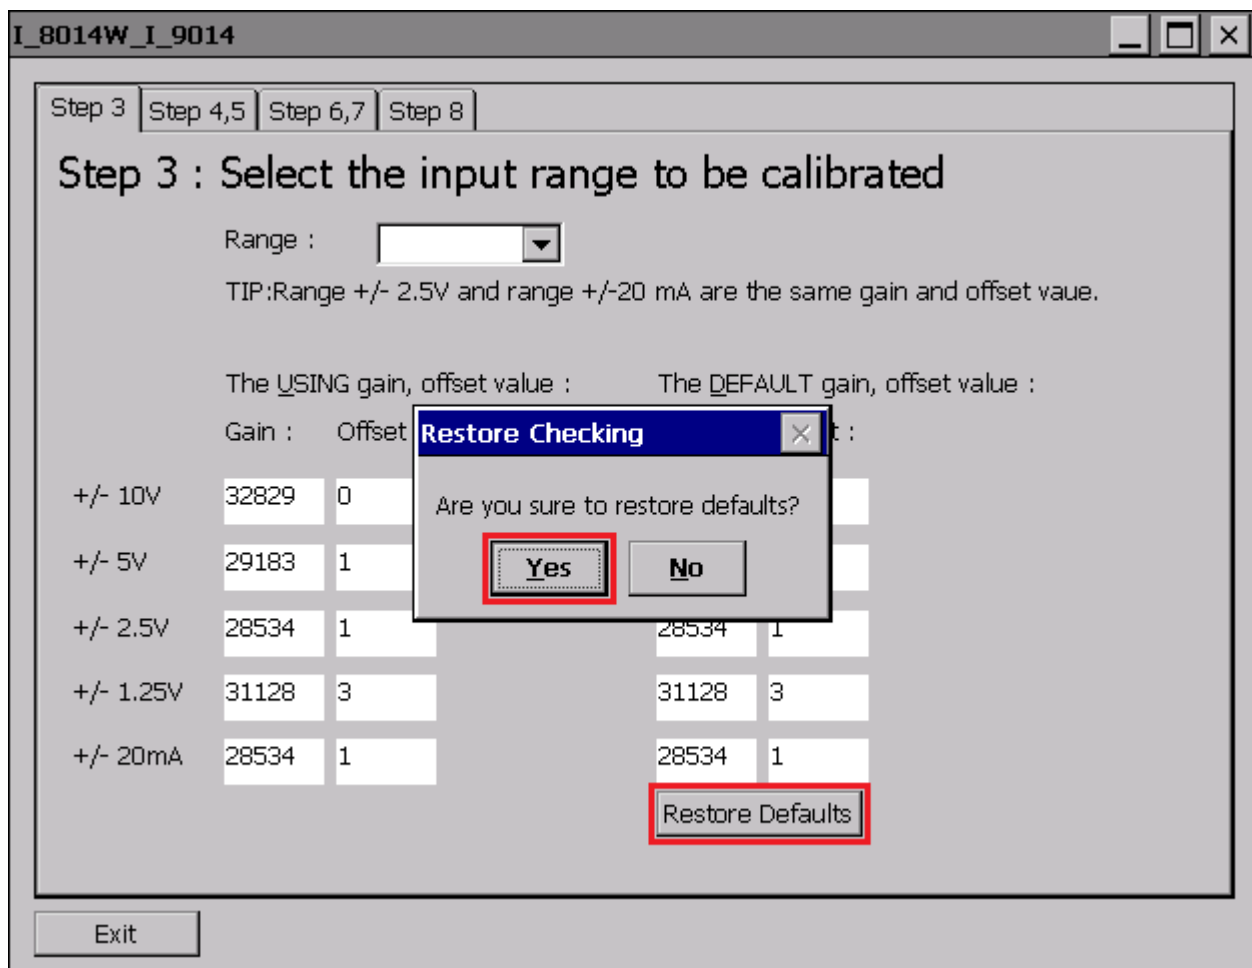 I_8014W_I_9014
Step 3 Step 4,5 Step 6,7 Step 8
Step 3 : Select the input range to be calibrated
Range :
TIP:Range +/- 2.5V and range +/-20 mA are the same gain and offset vaue.
The USING gain, offset value : The DEFAULT gain, offset value :
Gain : Offset
Restore Checking
Are you sure to restore defaults?
Yes No
+/- 10V 32829 0
+/- 5V 29183 1
+/- 2.5V 28534 1 28534 1
+/- 1.25V 31128 3 31128 3
+/- 20mA 28534 1 28534 1
Restore Defaults
Exit